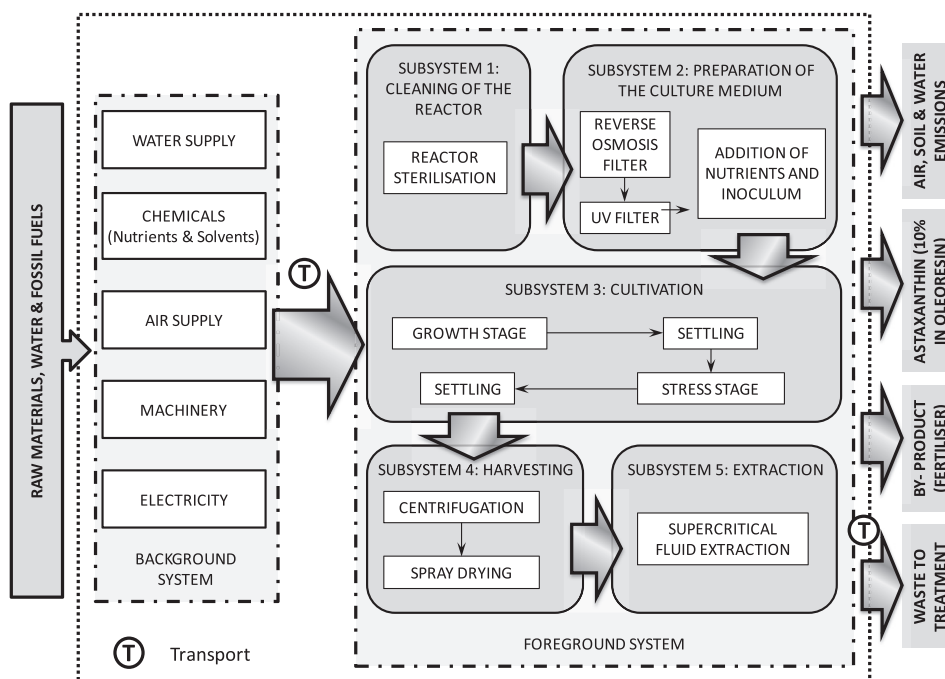 RAW MATERIALS, WATER & FOSSIL FUELS
WATER SUPPLY
CHEMICALS
(Nutrients & Solvents)
AIR SUPPLY
MACHINERY
ELECTRICITY
BACKGROUND
SYSTEM
T
Transport
T
SUBSYSTEM 1:
CLEANING OF THE
REACTOR
REACTOR
STERILISATION
SUBSYSTEM 2: PREPARATION OF
THE CULTURE MEDIUM
REVERSE
OSMOSIS
FILTER
UV FILTER
ADDITION OF
NUTRIENTS AND
INOCULUM
SUBSYSTEM 3: CULTIVATION
GROWTH STAGE
SETTLING
STRESS STAGE
SETTLING
SUBSYSTEM 4: HARVESTING
CENTRIFUGATION
SPRAY DRYING
SUBSYSTEM 5: EXTRACTION
SUPERCRITICAL
FLUID EXTRACTION
FOREGROUND SYSTEM
AIR, SOIL & WATER
EMISSIONS
ASTAXANTHIN (10%
IN OLEORESIN)
BY- PRODUCT
(FERTILISER)
T
WASTE TO
TREATMENT